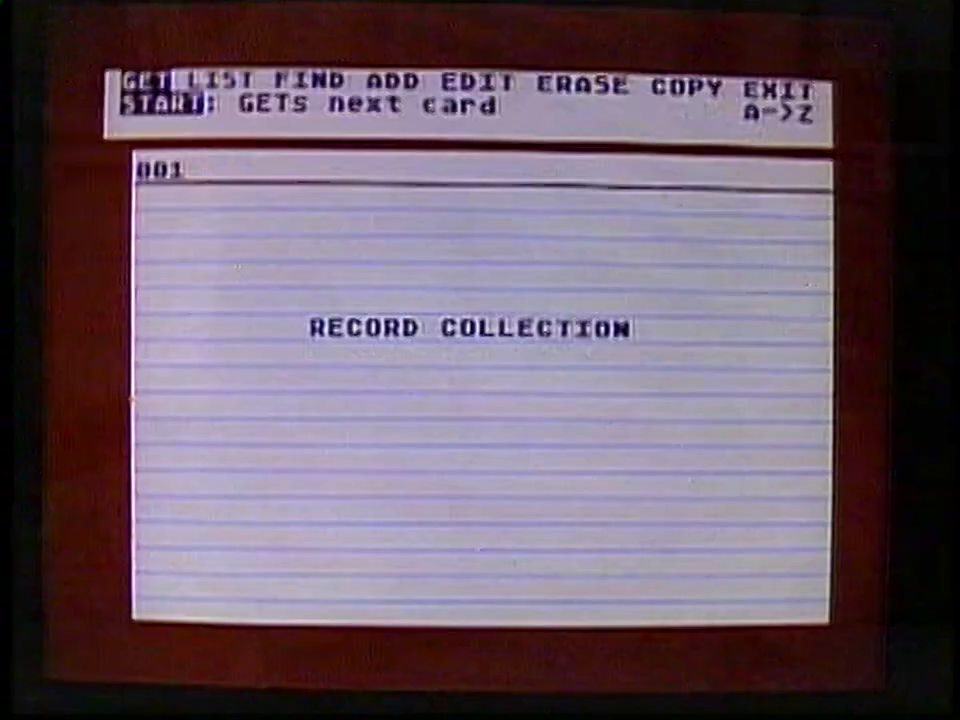 GET LIST FIND ADD EDIT ERASE COPY EXIT
START: GETs next card A->Z
001
RECORD COLLECTION